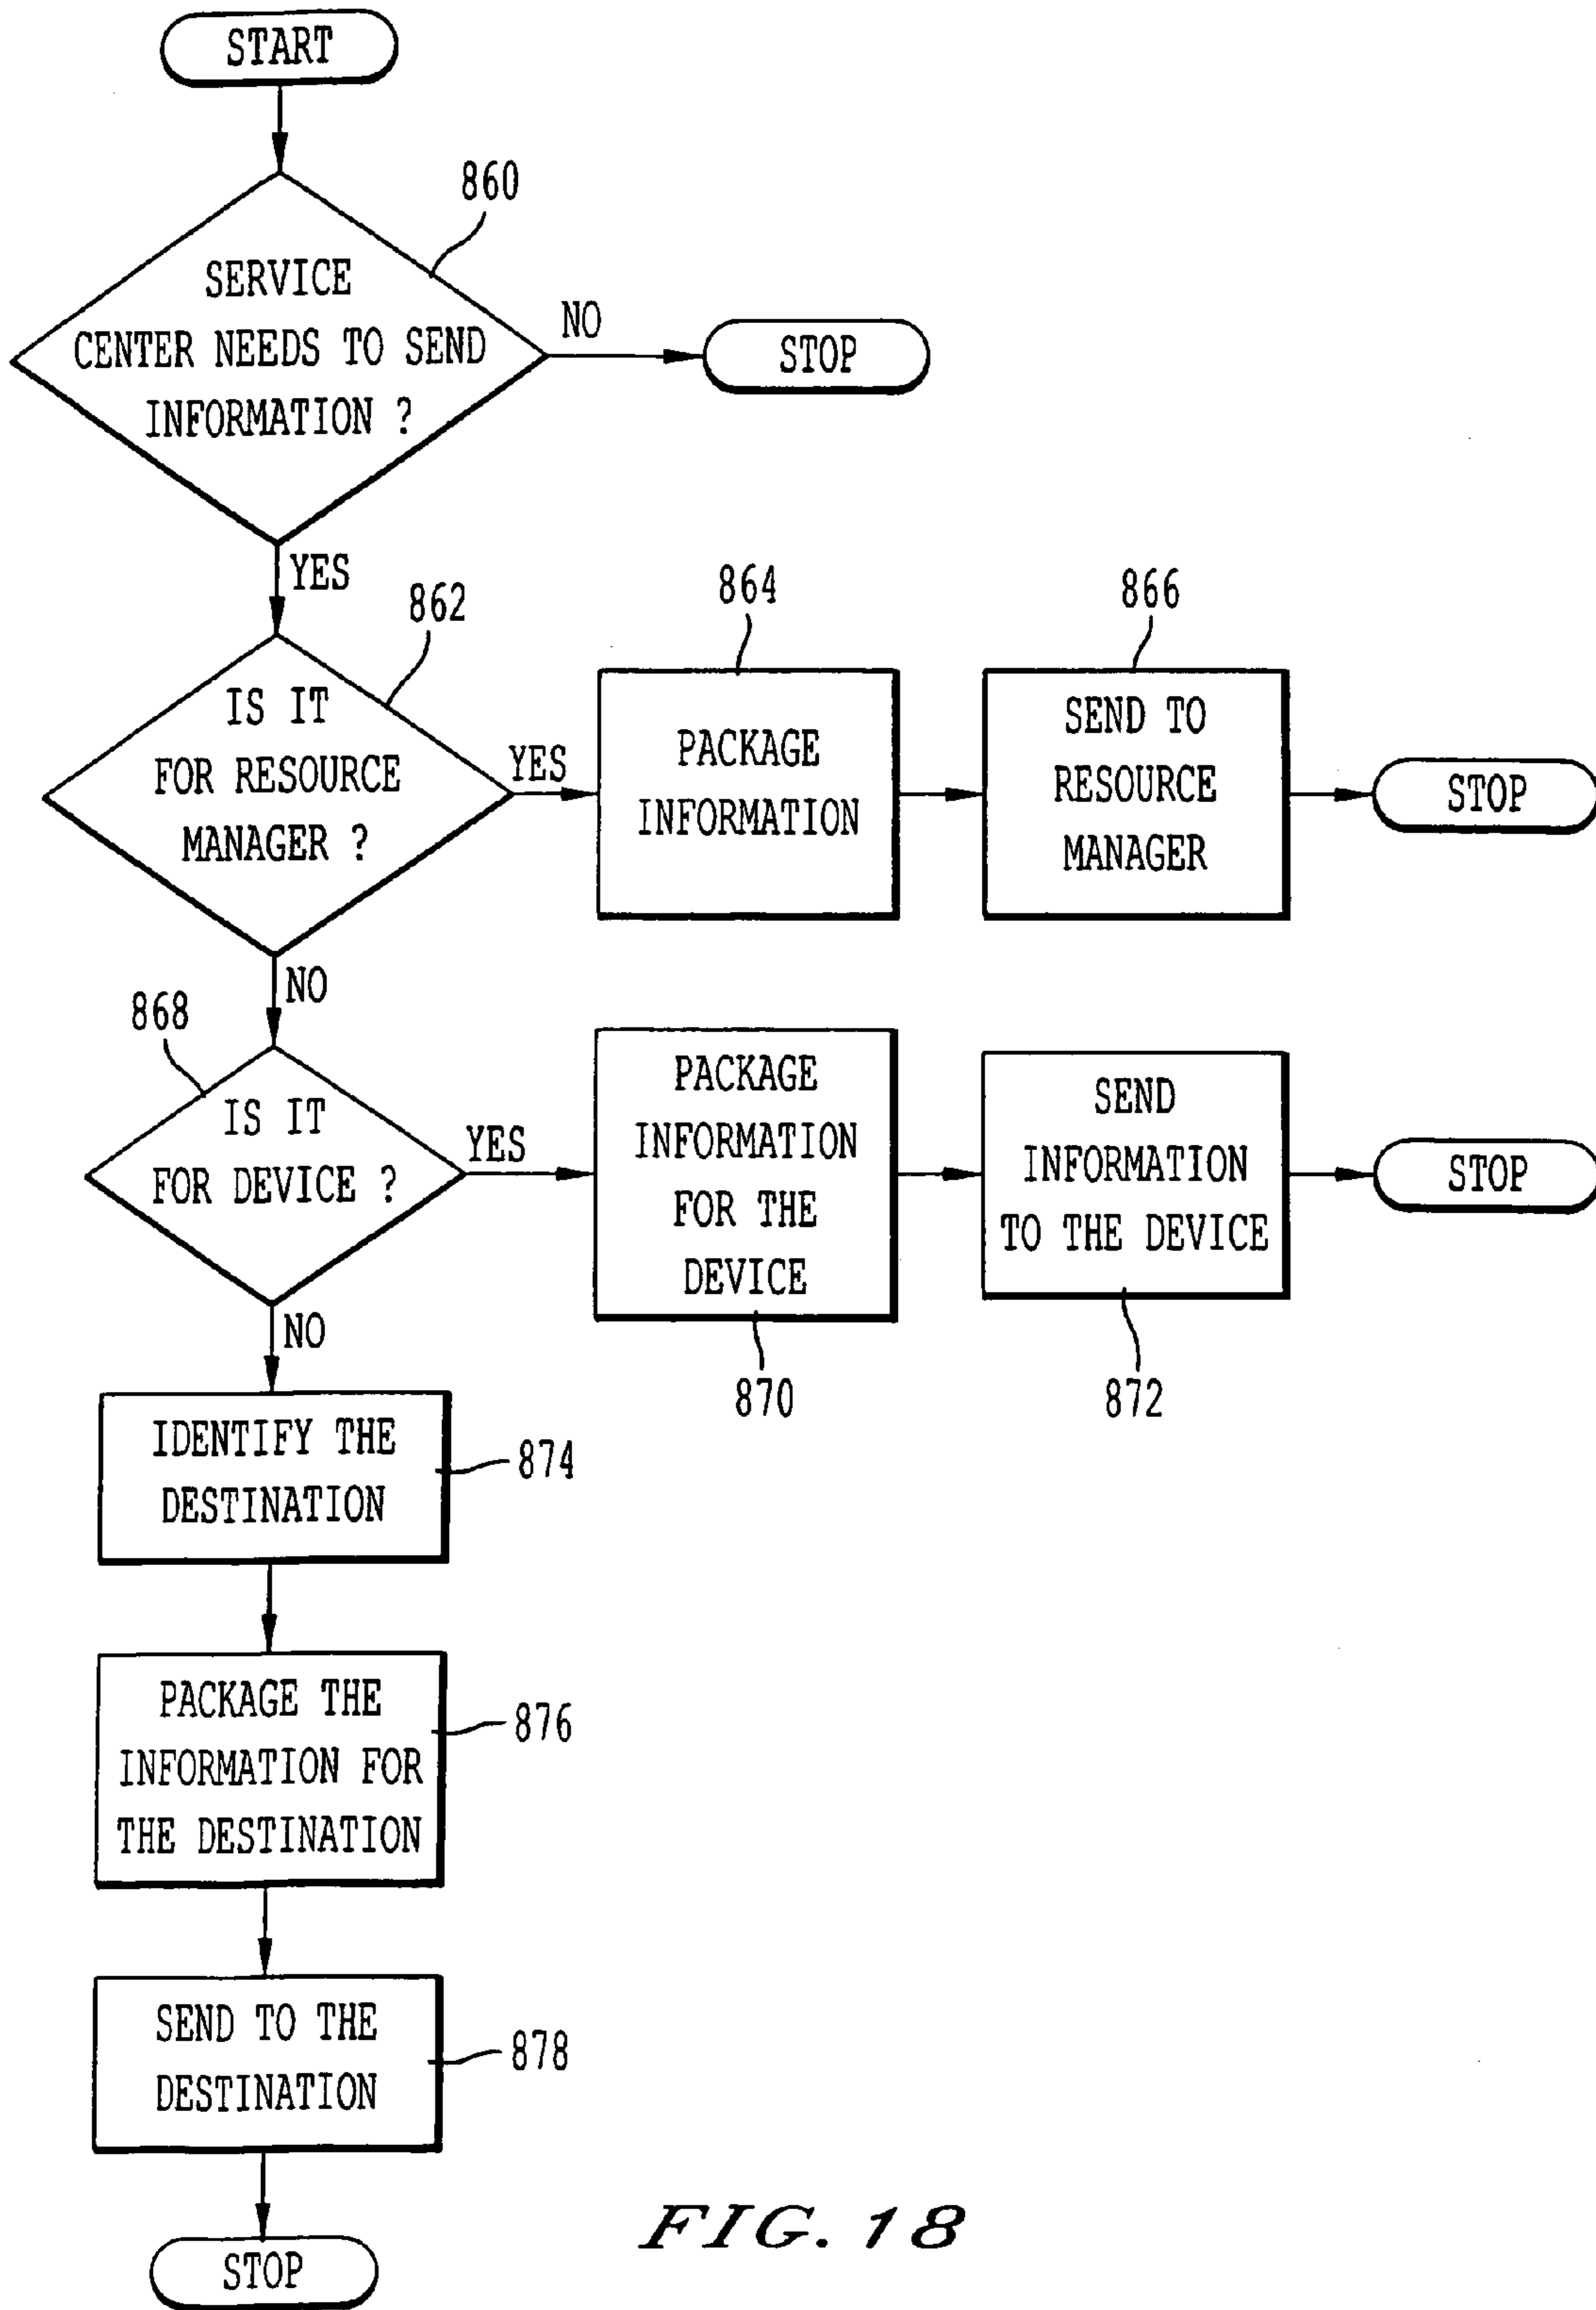 START
860
SERVICE
CENTER NEEDS TO SEND
INFORMATION ?
NO
STOP
YES
862
IS IT
FOR RESOURCE
MANAGER ?
YES
864
PACKAGE
INFORMATION
866
SEND TO
RESOURCE
MANAGER
STOP
NO
868
IS IT
FOR DEVICE ?
YES
PACKAGE
INFORMATION
FOR THE
DEVICE
870
SEND
INFORMATION
TO THE DEVICE
872
STOP
NO
IDENTIFY THE
DESTINATION
874
PACKAGE THE
INFORMATION FOR
THE DESTINATION
876
SEND TO THE
DESTINATION
878
STOP
FIG. 18